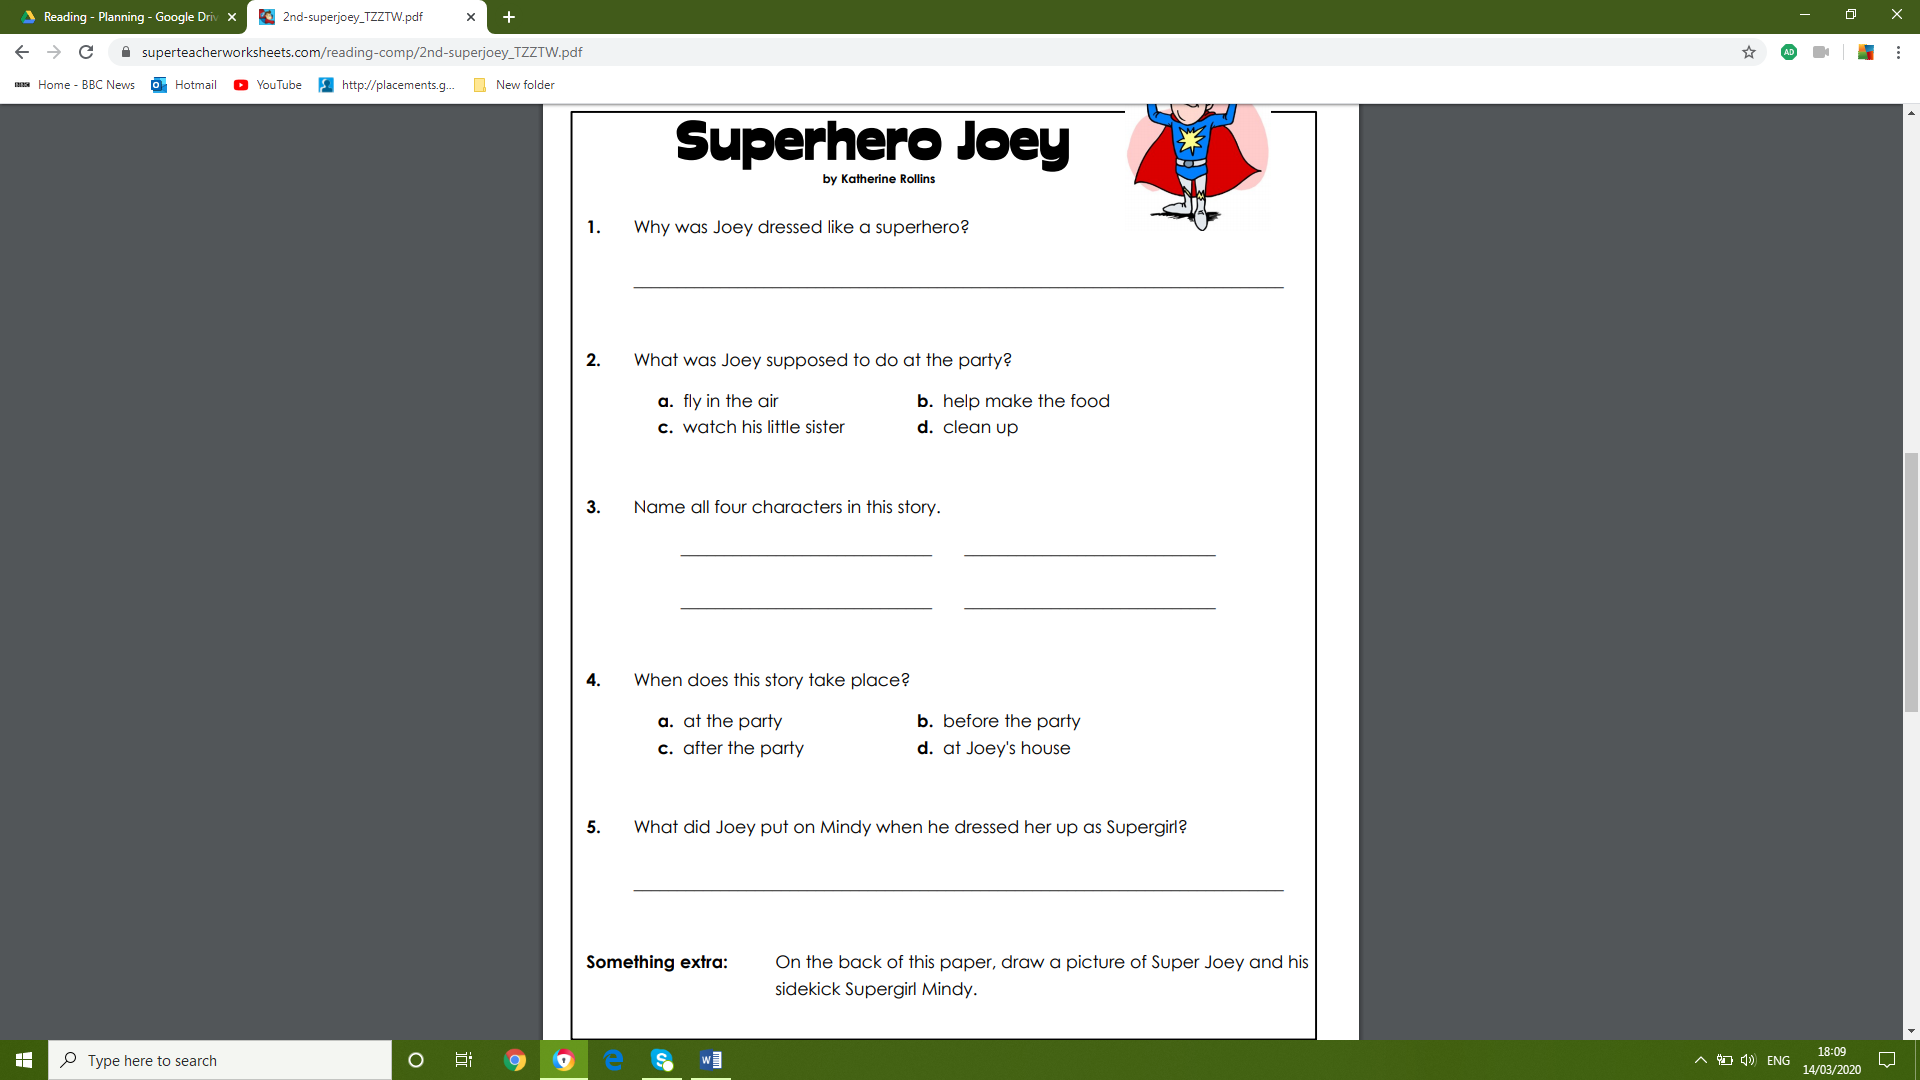 Reading - Planning - Google Driv
2nd-superjoey_TZZTW.pdf
superteacherworksheets.com/reading-comp/2nd-superjoey_TZZTW.pdf
AD
BBC Home - BBC News Hotmail YouTube http://placements.g... New folder
Superhero Joey
by Katherine Rollins
1. Why was Joey dressed like a superhero?
2. What was Joey supposed to do at the party?
a. fly in the air b. help make the food
c. watch his little sister d. clean up
3. Name all four characters in this story.
4. When does this story take place?
a. at the party b. before the party
c. after the party d. at Joey's house
5. What did Joey put on Mindy when he dressed her up as Supergirl?
Something extra: On the back of this paper, draw a picture of Super Joey and his
sidekick Supergirl Mindy.
Type here to search
ENG
18:09
14/03/2020